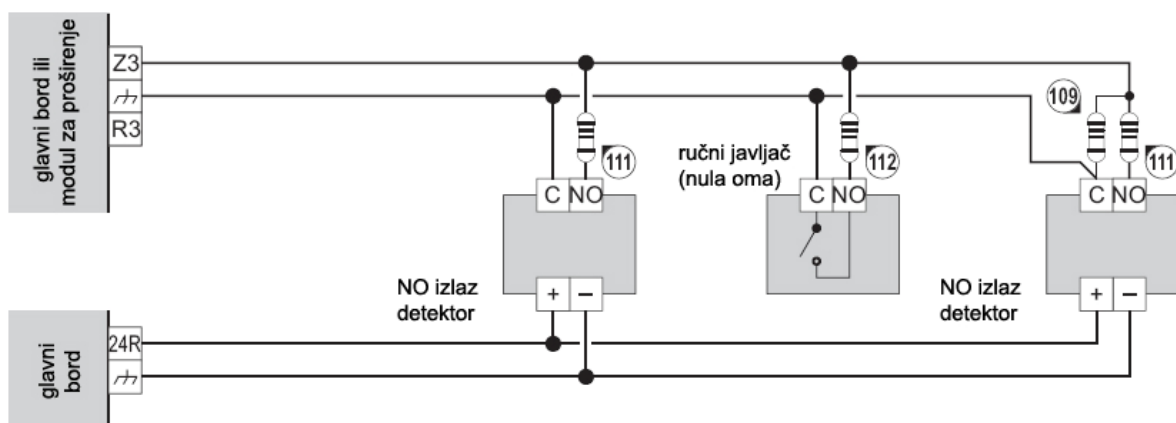 glavni bord ili
modul za proširenje
Z3
R3
109
111
ručni javljač
(nula oma)
112
111
C NO
C NO
C NO
NO izlaz
detektor
+ −
NO izlaz
detektor
+ −
glavni
bord
24R